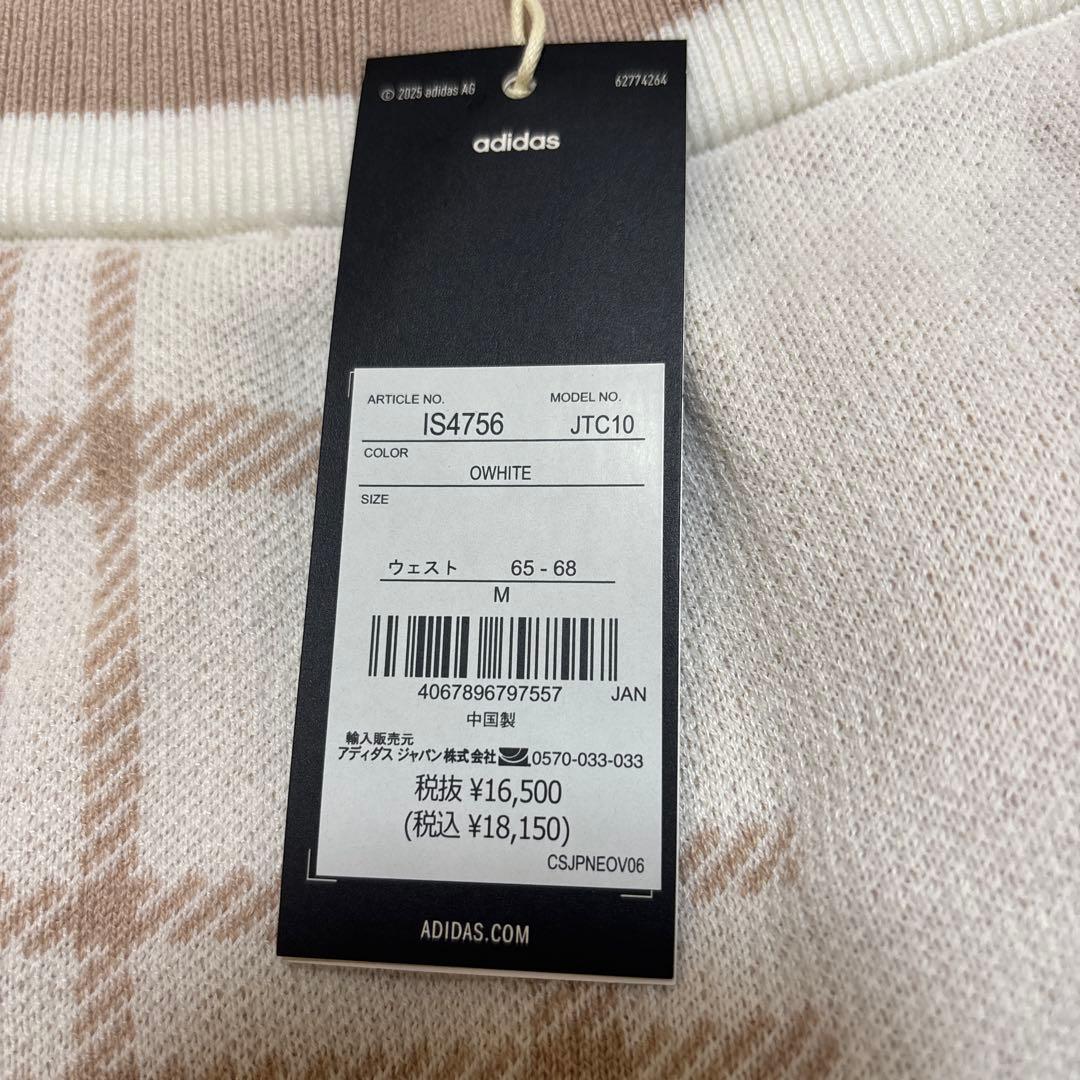 © 2025 adidas AG 62774264
adidas
ARTICLE NO. MODEL NO.
IS4756 JTC10
COLOR
OWHITE
SIZE
ウェスト 65 - 68
M
4067896797557 JAN
中国製
輸入販売元
アディダス ジャパン株式会社 0570-033-033
税抜 ¥16,500
(税込 ¥18,150)
CSJPNEOV06
ADIDAS.COM